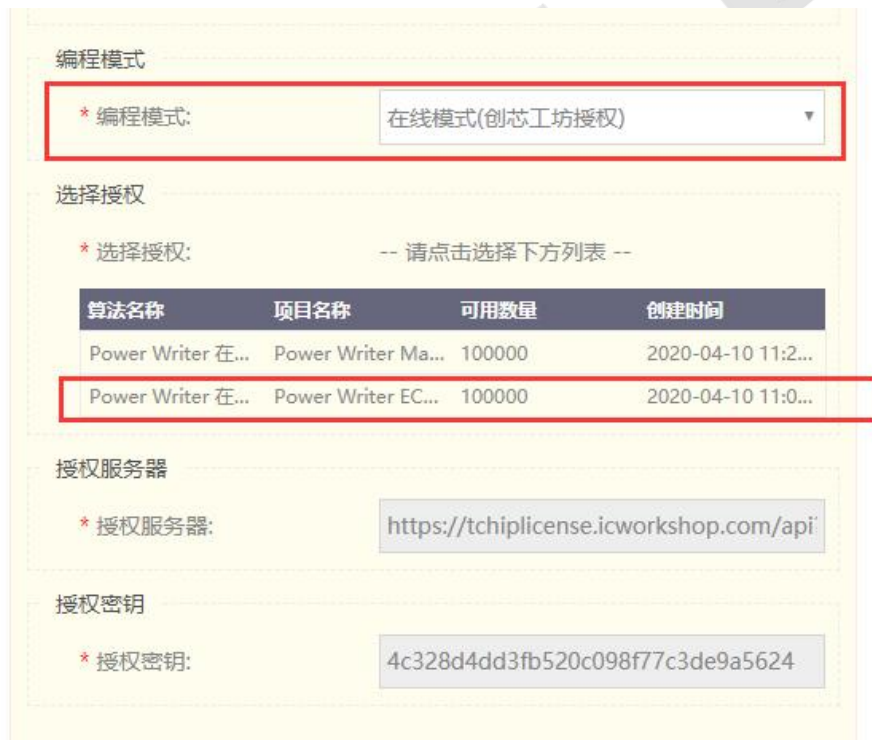 编程模式
* 编程模式: 在线模式(创芯工坊授权)
选择授权
* 选择授权: -- 请点击选择下方列表 --
算法名称 项目名称 可用数量 创建时间
Power Writer 在... Power Writer Ma... 100000 2020-04-10 11:2...
Power Writer 在... Power Writer EC... 100000 2020-04-10 11:0...
授权服务器
* 授权服务器: https://tchiplicense.icworkshop.com/api
授权密钥
* 授权密钥: 4c328d4dd3fb520c098f77c3de9a5624